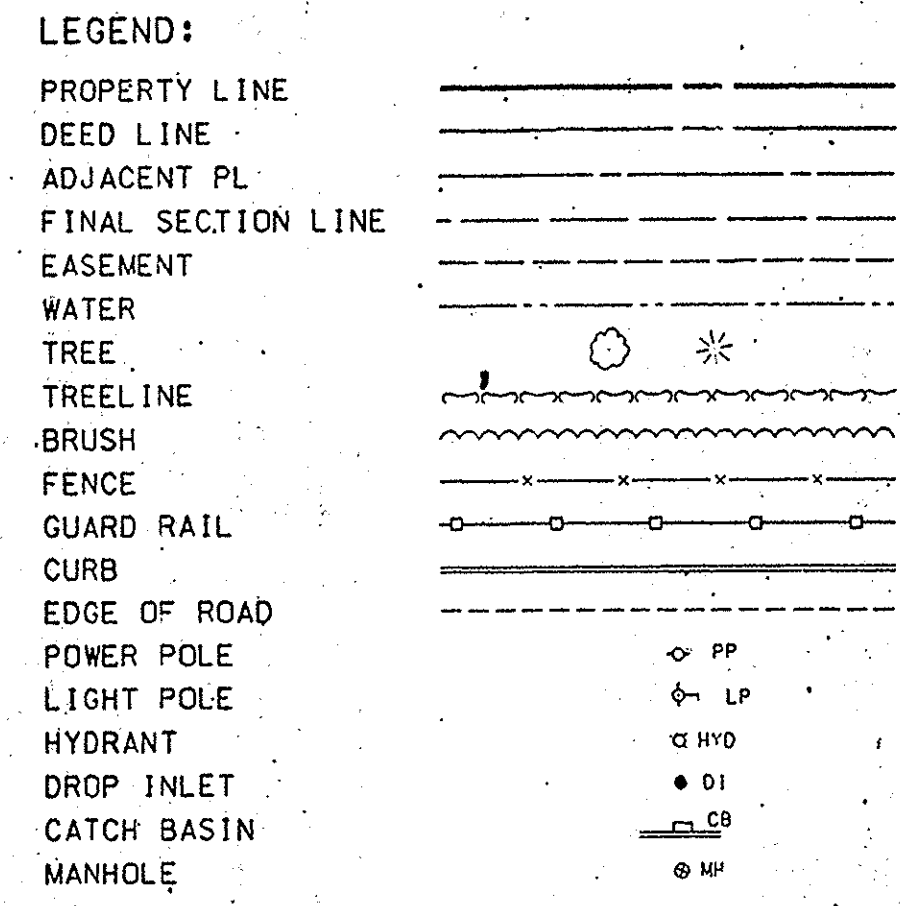 LEGEND:
PROPERTY LINE
DEED LINE
ADJACENT PL
FINAL SECTION LINE
EASEMENT
WATER
TREE
TREELINE
BRUSH
FENCE
GUARD RAIL
CURB
EDGE OF ROAD
POWER POLE PP
LIGHT POLE LP
HYDRANT HYD
DROP INLET DI
CATCH BASIN CB
MANHOLE MH